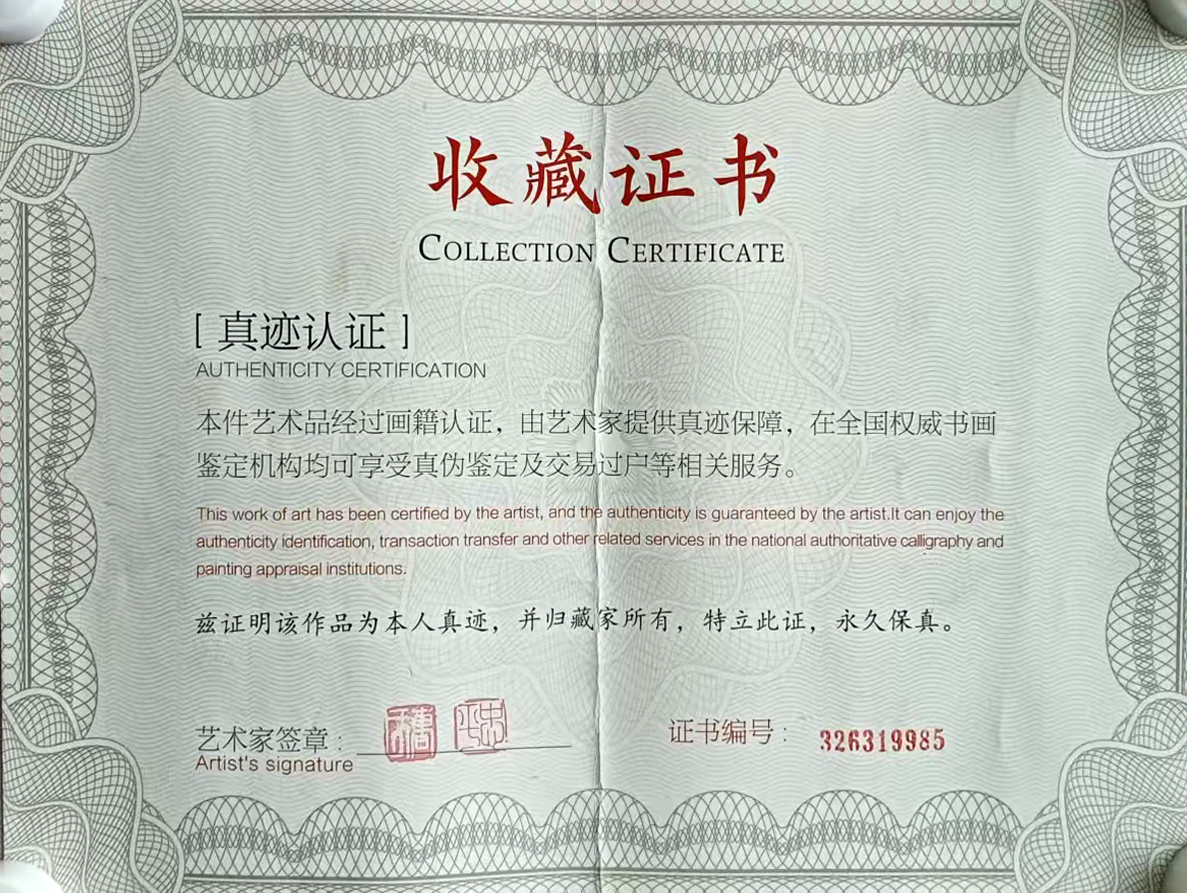 收藏证书
COLLECTION CERTIFICATE
[ 真迹认证 ]
AUTHENTICITY CERTIFICATION
本件艺术品经过画籍认证，由艺术家提供真迹保障，在全国权威书画
鉴定机构均可享受真伪鉴定及交易过户等相关服务。
This work of art has been certified by the artist, and the authenticity is guaranteed by the artist.It can enjoy the
authenticity identification, transaction transfer and other related services in the national authoritative calligraphy and
painting appraisal institutions.
兹证明该作品为本人真迹，并归藏家所有，特立此证，永久保真。
艺术家签章：
Artist's signature
证书编号： 326319985